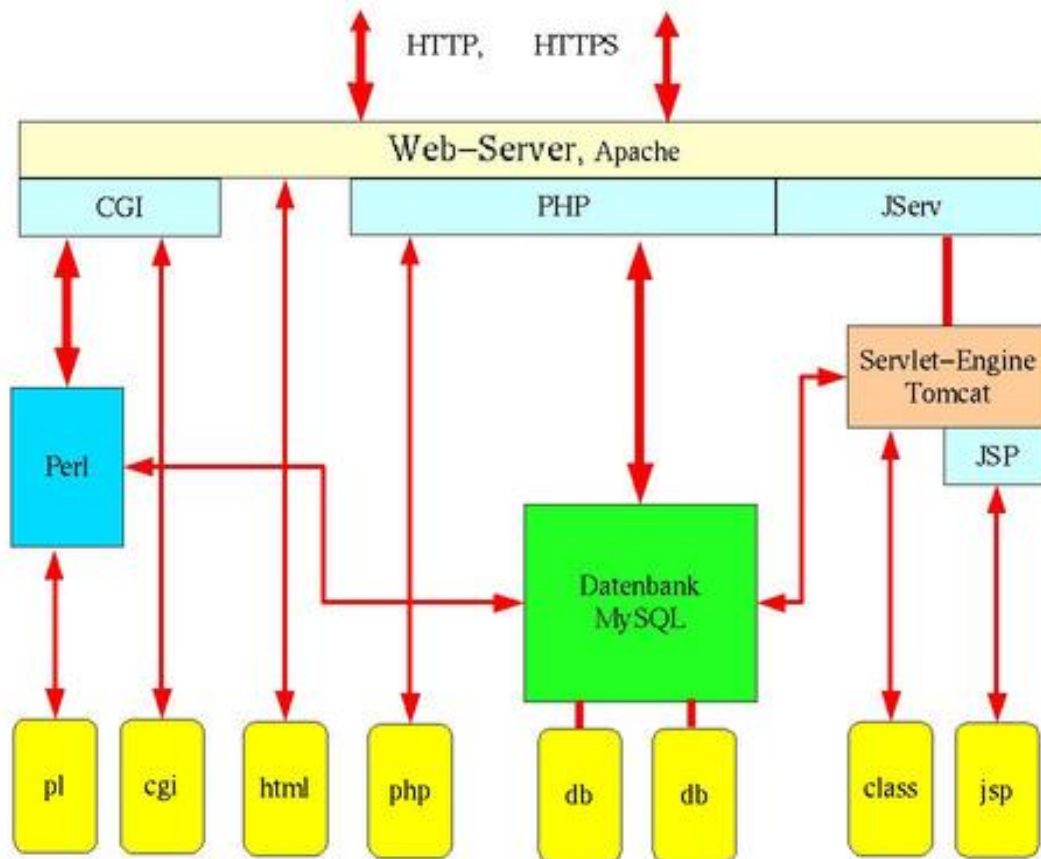 HTTP, HTTPS
Web-Server, Apache
CGI
PHP
JServ
Servlet-Engine
Tomcat
Perl
JSP
Datenbank
MySQL
pl
cgi
html
php
db
db
class
jsp